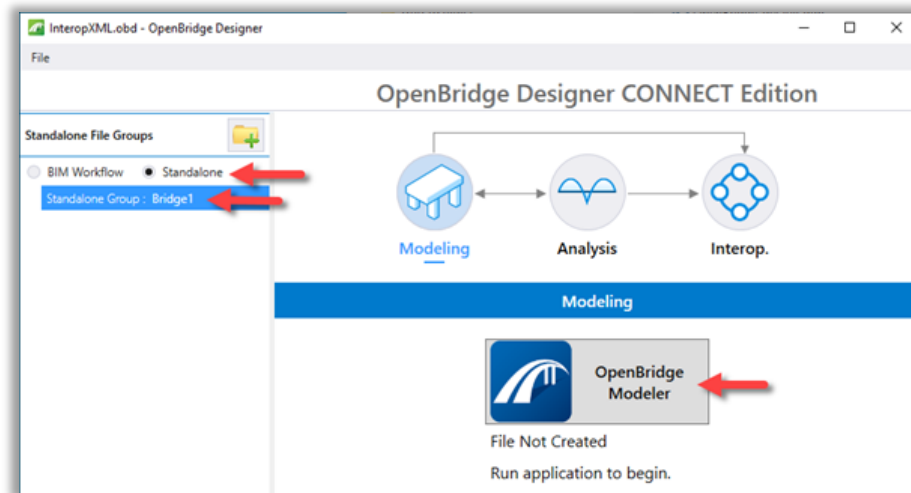 InteropXML.obd - OpenBridge Designer
File
OpenBridge Designer CONNECT Edition
Standalone File Groups
BIM Workflow Standalone
Standalone Group : Bridge1
Modeling Analysis Interop.
Modeling
OpenBridge
Modeler
File Not Created
Run application to begin.